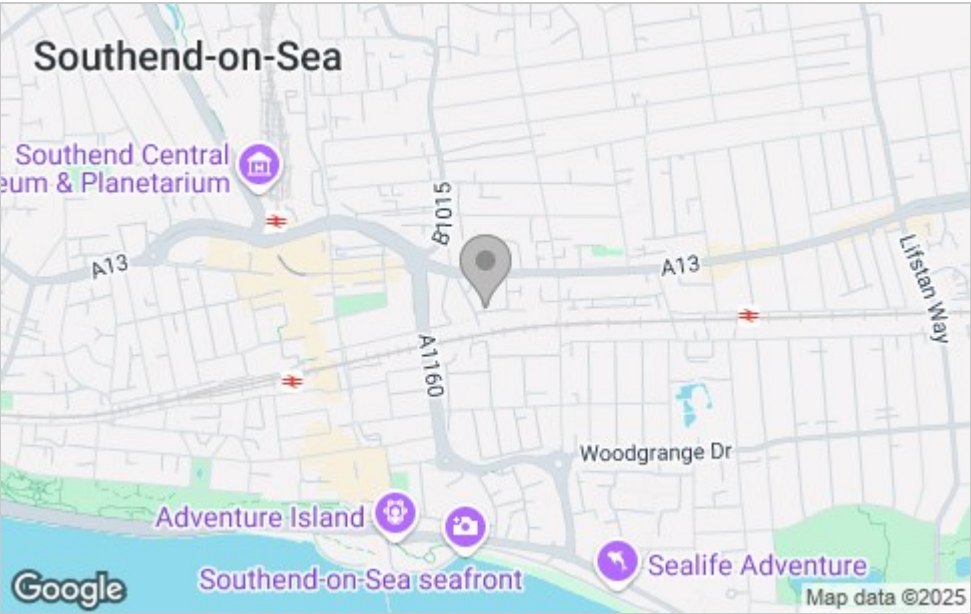 Southend-on-Sea
Southend Central
eum & Planetarium
B1015
A13
A13
Lifstan Way
A1160
Woodgrange Dr
Adventure Island
Southend-on-Sea seafront
Sealife Adventure
Google
Map data ©2025